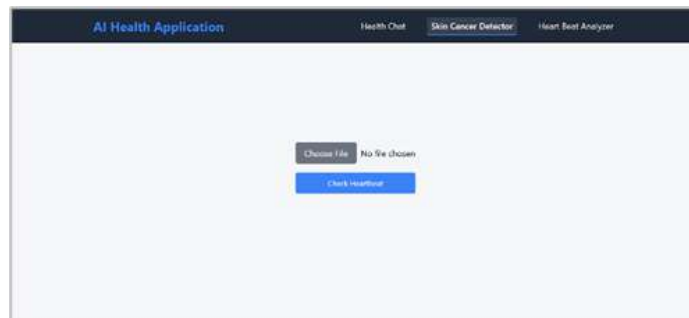 AI Health Application Health Chat Skin Cancer Detector Heart Beat Analyzer
Choose File No file chosen
Check Heartbeat